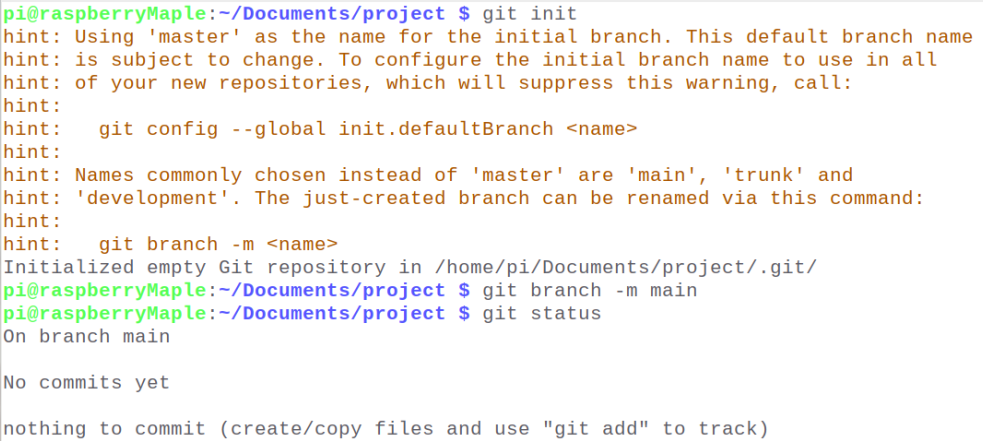 pi@raspberryMaple:~/Documents/project $ git init
hint: Using 'master' as the name for the initial branch. This default branch name
hint: is subject to change. To configure the initial branch name to use in all
hint: of your new repositories, which will suppress this warning, call:
hint:
hint:   git config --global init.defaultBranch <name>
hint:
hint: Names commonly chosen instead of 'master' are 'main', 'trunk' and
hint: 'development'. The just-created branch can be renamed via this command:
hint:
hint:   git branch -m <name>
Initialized empty Git repository in /home/pi/Documents/project/.git/
pi@raspberryMaple:~/Documents/project $ git branch -m main
pi@raspberryMaple:~/Documents/project $ git status
On branch main

No commits yet

nothing to commit (create/copy files and use "git add" to track)